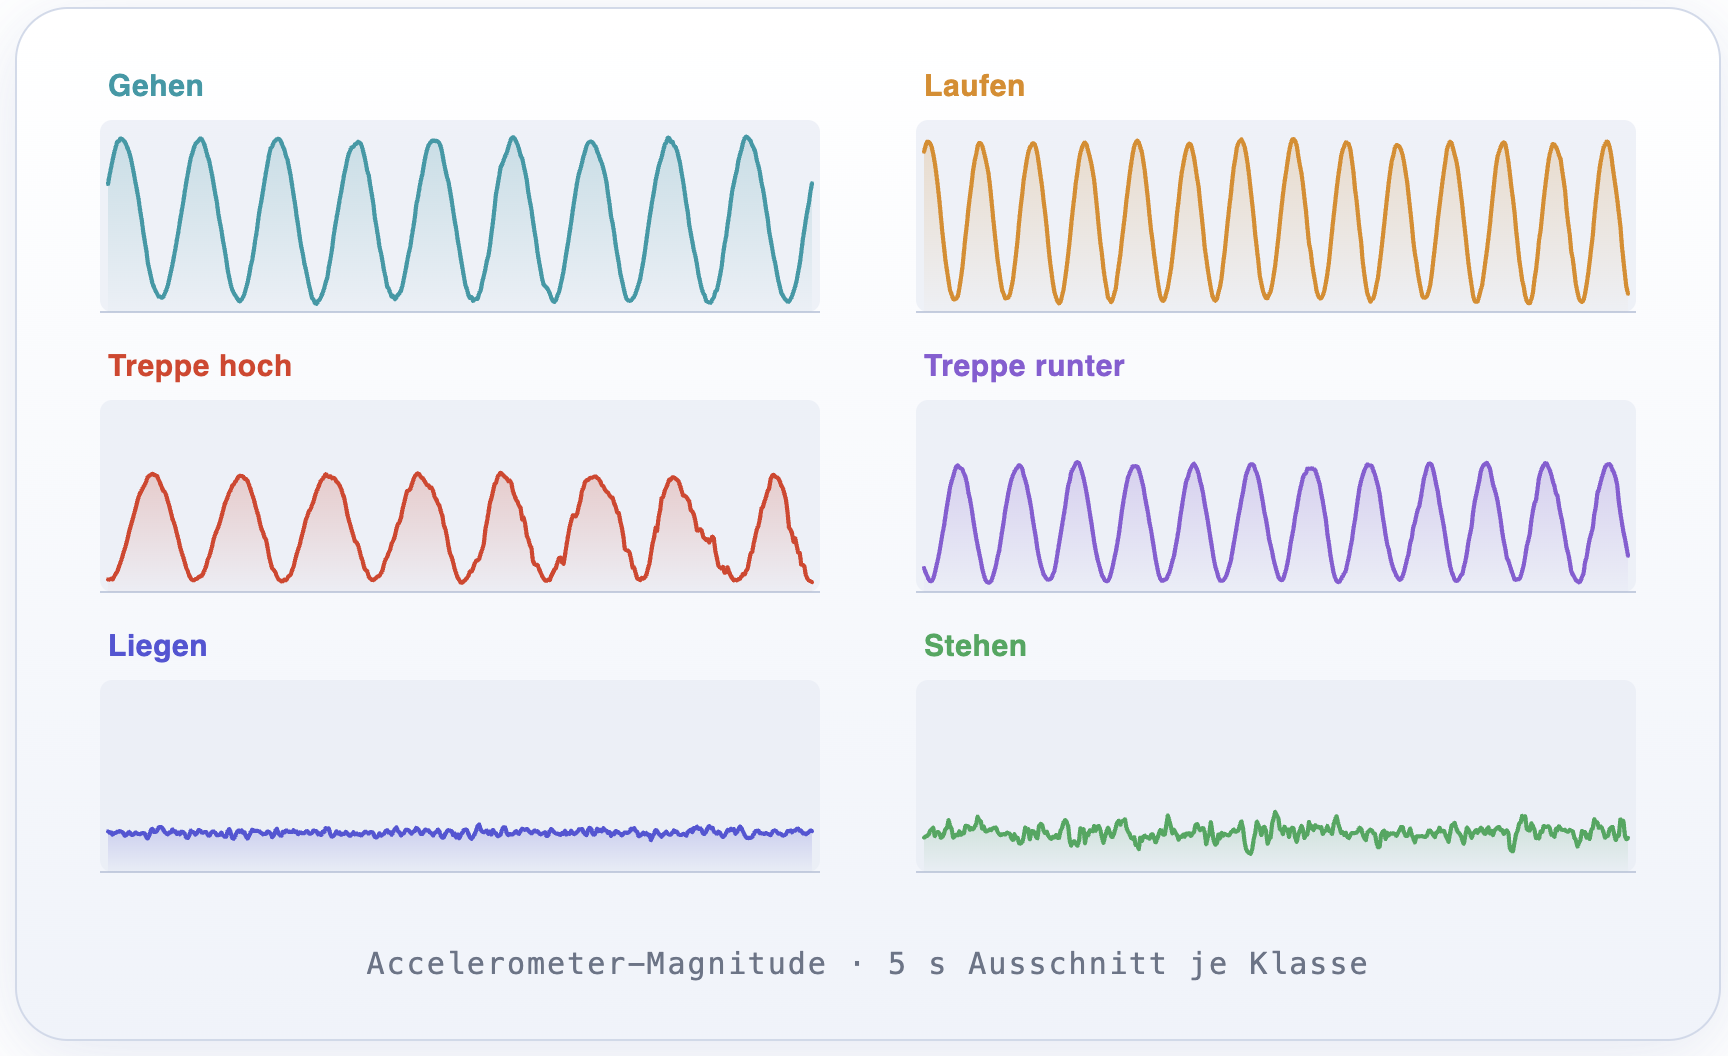 Gehen
Laufen
Treppe hoch
Treppe runter
Liegen
Stehen
Accelerometer–Magnitude · 5 s Ausschnitt je Klasse